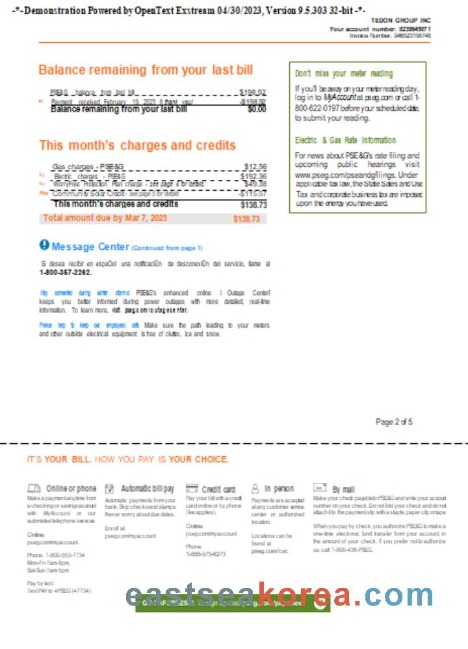 -*-Demonstration Powered by OpenText Exstream 04/30/2023, Version 9.5.303 32-bit -*-
TEDON GROUP INC
Your account number: 8239645671
Invoice Number:
Balance remaining from your last bill
PSE&G balance from last bill $198.92
Payment received February 19, 2023 (thank you) -$198.92
Balance remaining from your last bill $0.00
This month's charges and credits
Gas charges - PSE&G $12.56
Electric charges - PSE&G $192.36
WorryFree Protection Plan charge - see page 5 for details $49.38
Community Solar Credit - see page 5 for details -$115.57
This month's charges and credits $138.73
Total amount due by Mar 7, 2023 $138.73
Message Center (Continued from page 1)
Si desea recibir en español una notificación de desconexión del servicio, llame al
1-800-357-2262.
Stay connected during winter storms! PSE&G's enhanced online Outage Center
keeps you better informed during power outages with more detailed, real-time
information. To learn more, visit pseg.com/outagecenter.
Please help to keep our employees safe. Make sure the path leading to your meters
and other outside electrical equipment is free of clutter, ice and snow.
Don't miss your meter reading
If you'll be away on your meter reading day,
log in to MyAccount at pseg.com or call 1-
800-622-0197 before your scheduled date,
to submit your reading.
Electric & Gas Rate Information
For news about PSE&G's rate filing and
upcoming public hearings visit
www.pseg.com/pseandgfilings. Under
applicable tax law, the State Sales and Use
Tax and corporate business tax are imposed
upon the energy you have used.
Page 2 of 5
IT'S YOUR BILL. HOW YOU PAY IS YOUR CHOICE.
Online or phone
Make a payment anytime from
a checking or savings account
with MyAccount or our
automated telephone service.
Online:
pseg.com/myaccount
Phone: 1-800-553-7734
Mon-Fri 7am-8pm,
Sat-Sun 7am-5pm
Pay by text:
Text PAY to 4PSEG (47734)
Automatic bill pay
Automatic payments from your
bank. Skip checks and stamps.
Never worry about due dates.
Enroll at:
pseg.com/myaccount
Credit card
Pay your bill with a credit
card online or by phone
(fee applies).
Online:
pseg.com/myaccount
Phone:
1-888-573-6273
In person
Payments are accepted
at any customer service
center or authorized
location.
Locations can be
found at
pseg.com/csc
By mail
Make your check payable to PSE&G and write your account
number on your check. Do not fold your check and do not
attach it to the payment slip with a staple, paper clip or tape.
When you pay by check, you authorize PSE&G to make a
one-time electronic fund transfer from your account, in
the amount of your check. If you prefer not to authorize
us, call 1-800-436-PSEG.
eastseakorea.com